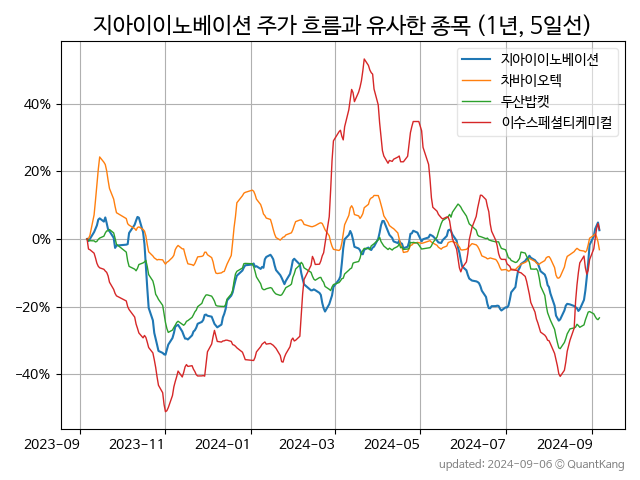 지아이이노베이션 주가 흐름과 유사한 종목 (1년, 5일선)
지아이이노베이션
차바이오텍
두산밥캣
이수스페셜티케미컬
40%
20%
0%
−20%
−40%
2023-09
2023-11
2024-01
2024-03
2024-05
2024-07
2024-09
updated: 2024-09-06 © QuantKang